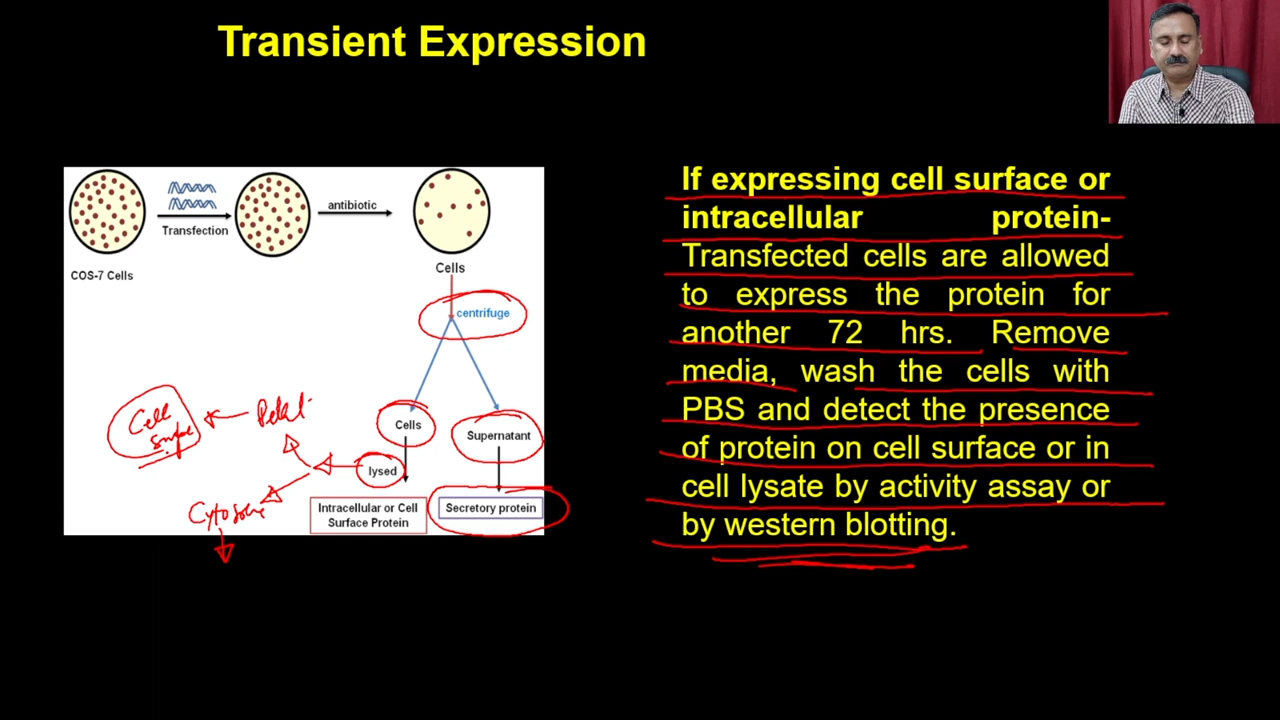 Transient Expression
antibiotic
Transfection
COS-7 Cells
Cells
centrifuge
Cells
Supernatant
lysed
Intracellular or Cell
Surface Protein
Secretory protein
Cell
Pelet
If expressing cell surface or
intracellular protein-
Transfected cells are allowed
to express the protein for
another 72 hrs. Remove
media, wash the cells with
PBS and detect the presence
of protein on cell surface or in
cell lysate by activity assay or
by western blotting.